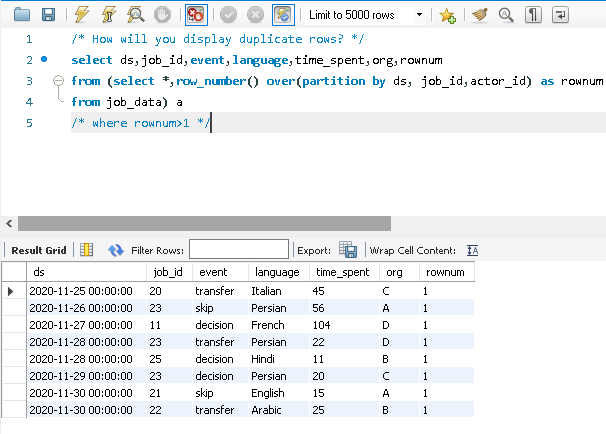 Limit to 5000 rows
1 /* How will you display duplicate rows? */
2 select ds,job_id,event,language,time_spent,org,rownum
3 from (select *,row_number() over(partition by ds, job_id,actor_id) as rownum
4 from job_data) a
5 /* where rownum>1 */
Result Grid Filter Rows: Export: Wrap Cell Content: IA
ds job_id event language time_spent org rownum
2020-11-25 00:00:00 20 transfer Italian 45 C 1
2020-11-26 00:00:00 23 skip Persian 56 A 1
2020-11-27 00:00:00 11 decision French 104 D 1
2020-11-28 00:00:00 23 transfer Persian 22 D 1
2020-11-28 00:00:00 25 decision Hindi 11 B 1
2020-11-29 00:00:00 23 decision Persian 20 C 1
2020-11-30 00:00:00 21 skip English 15 A 1
2020-11-30 00:00:00 22 transfer Arabic 25 B 1